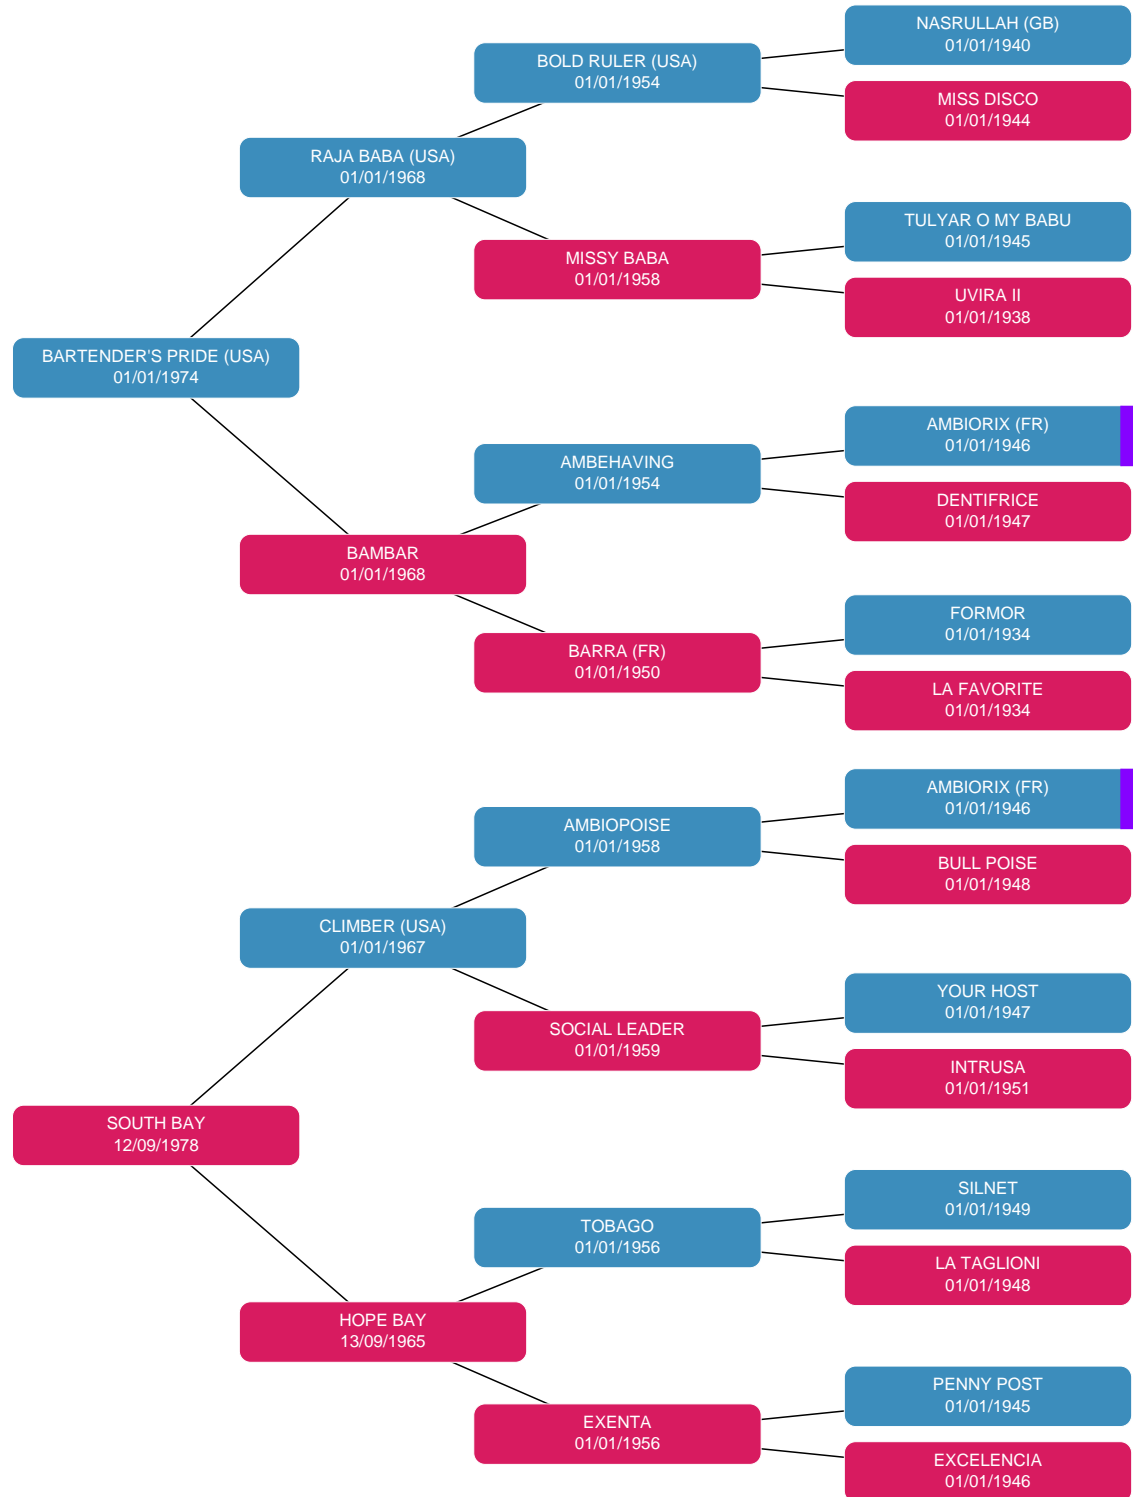 NASRULLAH (GB)
01/01/1940
BOLD RULER (USA)
01/01/1954
MISS DISCO
01/01/1944
RAJA BABA (USA)
01/01/1968
TULYAR O MY BABU
01/01/1945
MISSY BABA
01/01/1958
UVIRA II
01/01/1938
BARTENDER'S PRIDE (USA)
01/01/1974
AMBIORIX (FR)
01/01/1946
AMBEHAVING
01/01/1954
DENTIFRICE
01/01/1947
BAMBAR
01/01/1968
FORMOR
01/01/1934
BARRA (FR)
01/01/1950
LA FAVORITE
01/01/1934
AMBIORIX (FR)
01/01/1946
AMBIOPOISE
01/01/1958
BULL POISE
01/01/1948
CLIMBER (USA)
01/01/1967
YOUR HOST
01/01/1947
SOCIAL LEADER
01/01/1959
INTRUSA
01/01/1951
SOUTH BAY
12/09/1978
SILNET
01/01/1949
TOBAGO
01/01/1956
LA TAGLIONI
01/01/1948
HOPE BAY
13/09/1965
PENNY POST
01/01/1945
EXENTA
01/01/1956
EXCELENCIA
01/01/1946